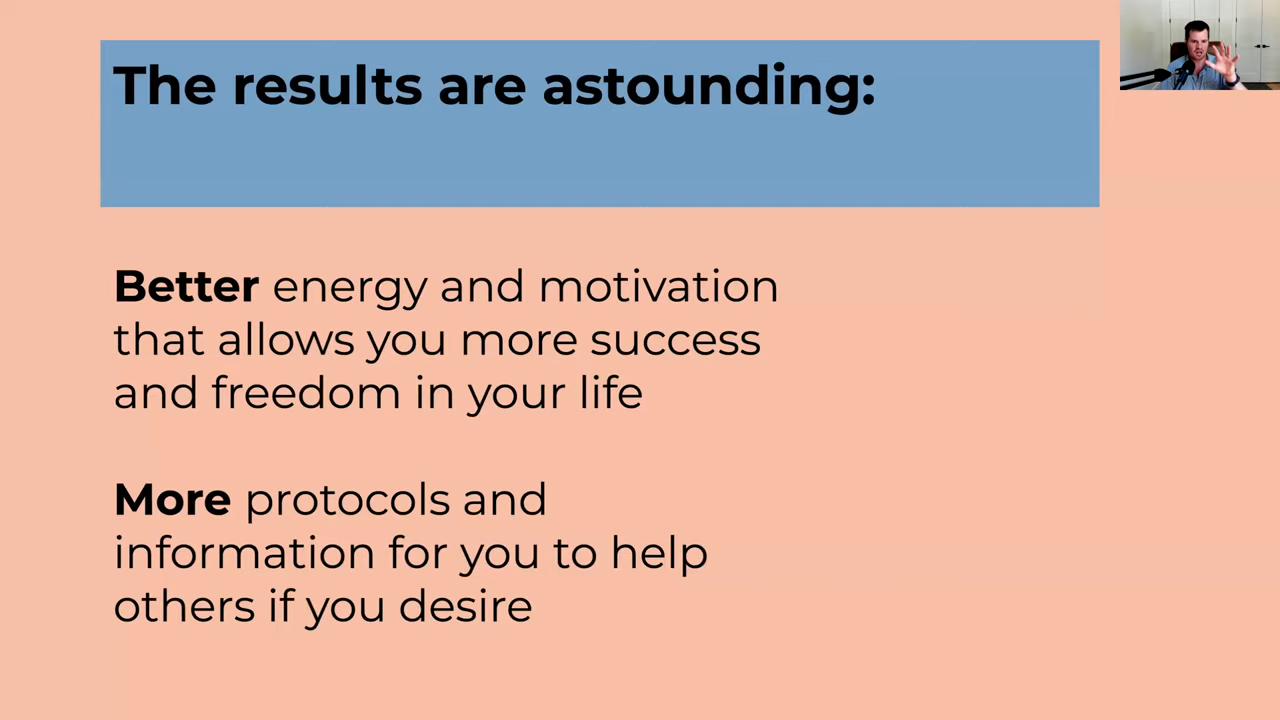 The results are astounding:
Better energy and motivation
that allows you more success
and freedom in your life
More protocols and
information for you to help
others if you desire